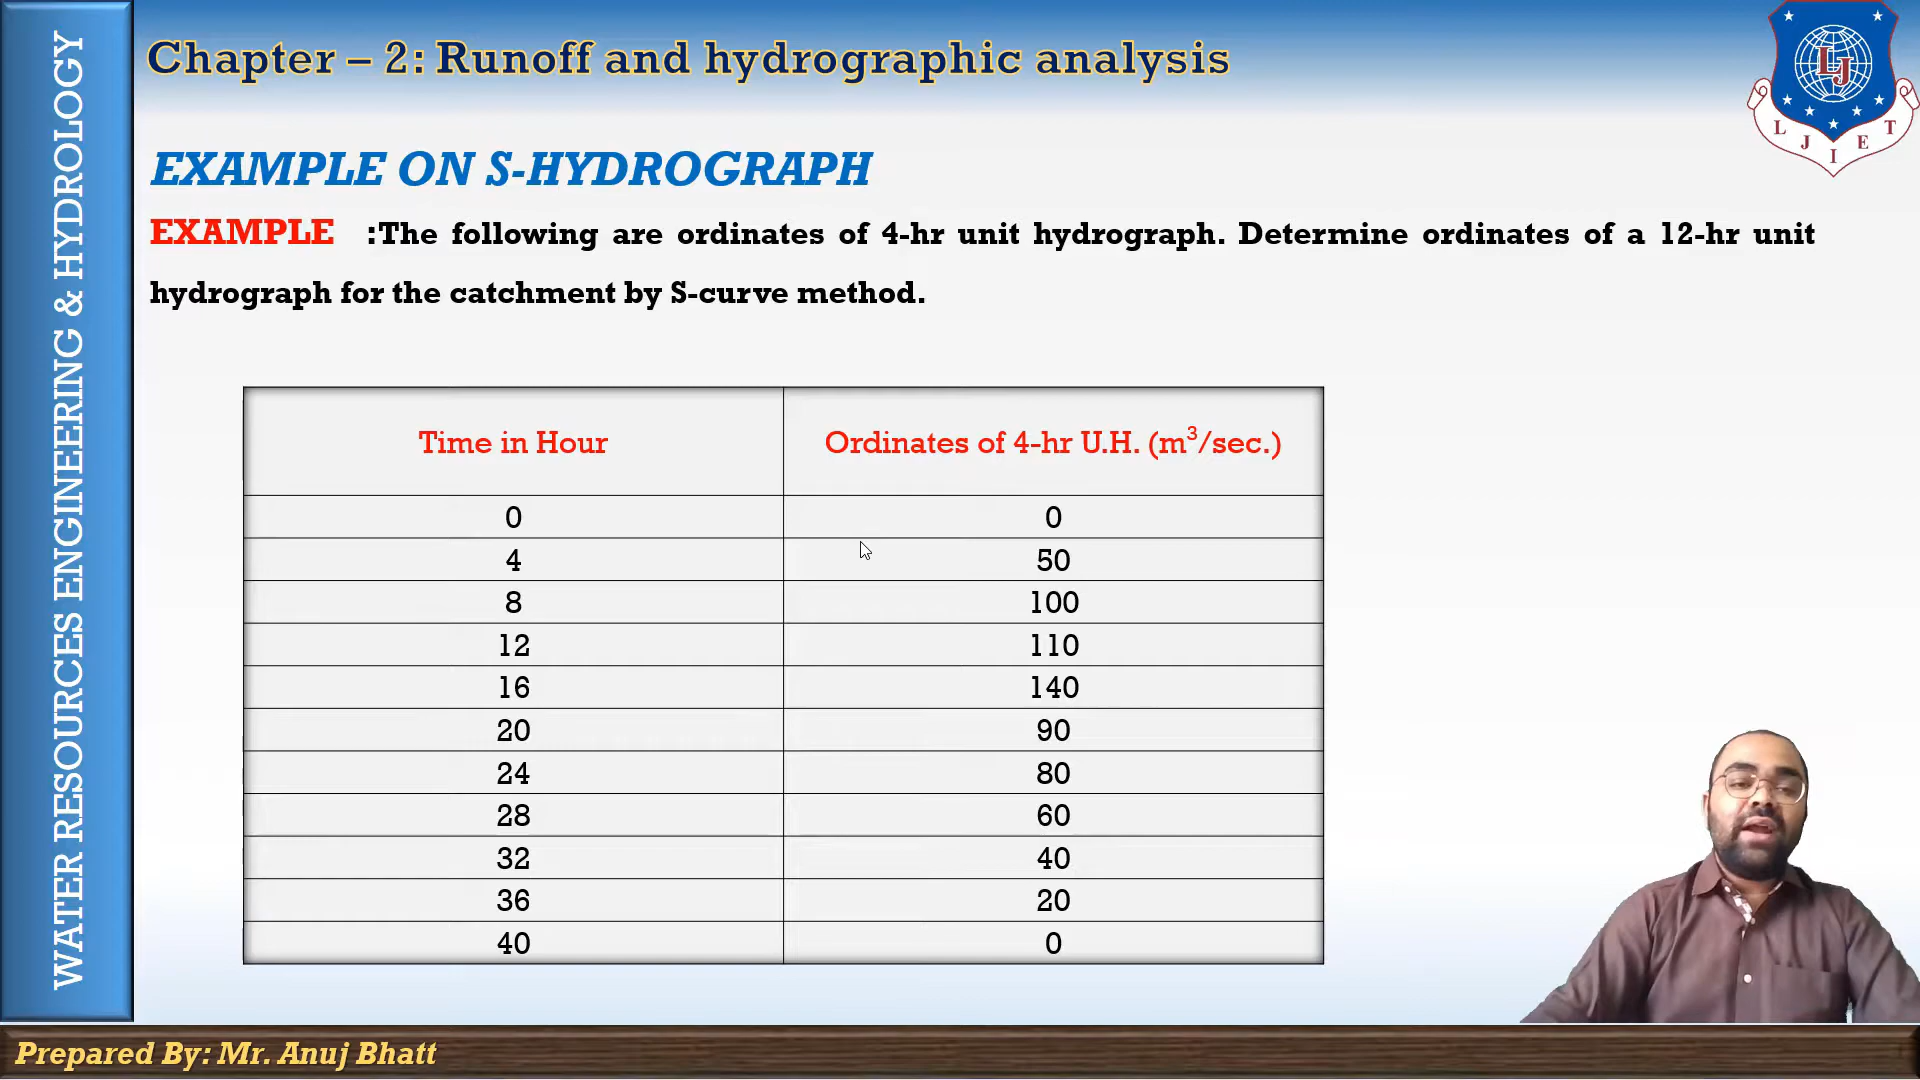 WATER RESOURCES ENGINEERING & HYDROLOGY
Chapter – 2: Runoff and hydrographic analysis
LJ
L J I E T
EXAMPLE ON S-HYDROGRAPH
EXAMPLE :The following are ordinates of 4-hr unit hydrograph. Determine ordinates of a 12-hr unit
hydrograph for the catchment by S-curve method.
Time in Hour Ordinates of 4-hr U.H. (m³/sec.)
0 0
4 50
8 100
12 110
16 140
20 90
24 80
28 60
32 40
36 20
40 0
Prepared By: Mr. Anuj Bhatt